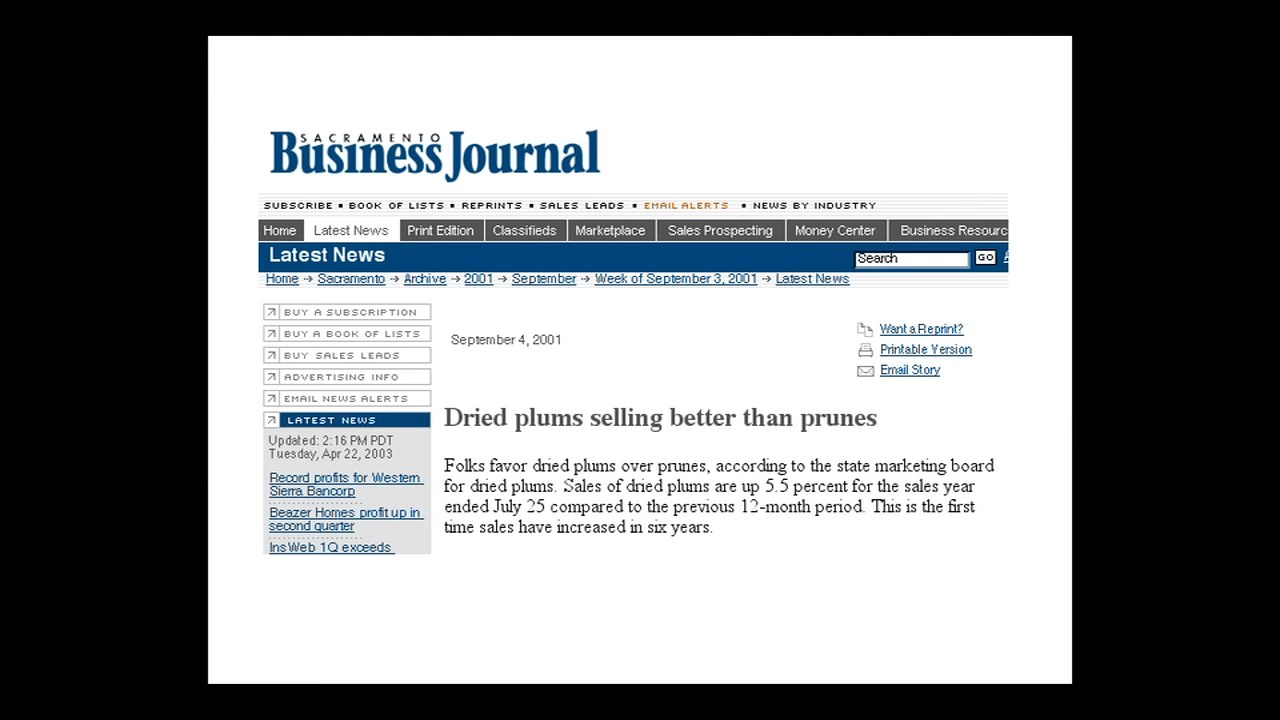 SACRAMENTO
Business Journal
SUBSCRIBE ▪ BOOK OF LISTS ▪ REPRINTS ▪ SALES LEADS ▪ EMAIL ALERTS ▪ NEWS BY INDUSTRY
Home Latest News Print Edition Classifieds Marketplace Sales Prospecting Money Center Business Resourc
Latest News Search GO
Home → Sacramento → Archive → 2001 → September → Week of September 3, 2001 → Latest News
BUY A SUBSCRIPTION
BUY A BOOK OF LISTS
BUY SALES LEADS
ADVERTISING INFO
EMAIL NEWS ALERTS
LATEST NEWS
Updated: 2:16 PM PDT
Tuesday, Apr 22, 2003
Record profits for Western
Sierra Bancorp
Beazer Homes profit up in
second quarter
InsWeb 1Q exceeds
September 4, 2001
Want a Reprint?
Printable Version
Email Story
Dried plums selling better than prunes
Folks favor dried plums over prunes, according to the state marketing board
for dried plums. Sales of dried plums are up 5.5 percent for the sales year
ended July 25 compared to the previous 12-month period. This is the first
time sales have increased in six years.